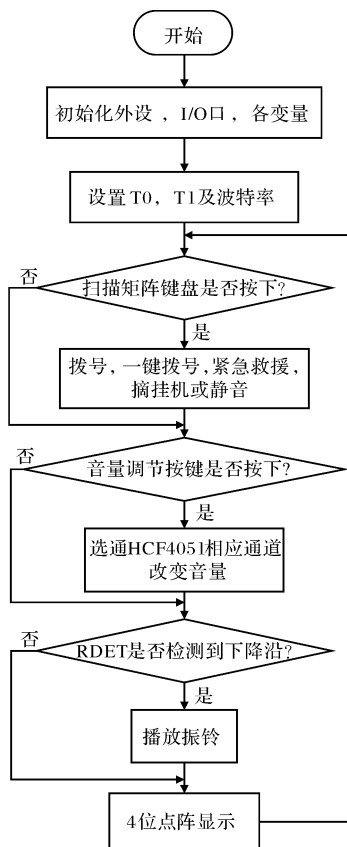 开始
初始化外设，I/O口，各变量
设置T0，T1及波特率
否
扫描矩阵键盘是否按下？
是
拨号，一键拨号，紧急救援，
摘挂机或静音
否
音量调节按键是否按下？
是
选通HCF4051相应通道
改变音量
否
RDET是否检测到下降沿？
是
播放振铃
4位点阵显示